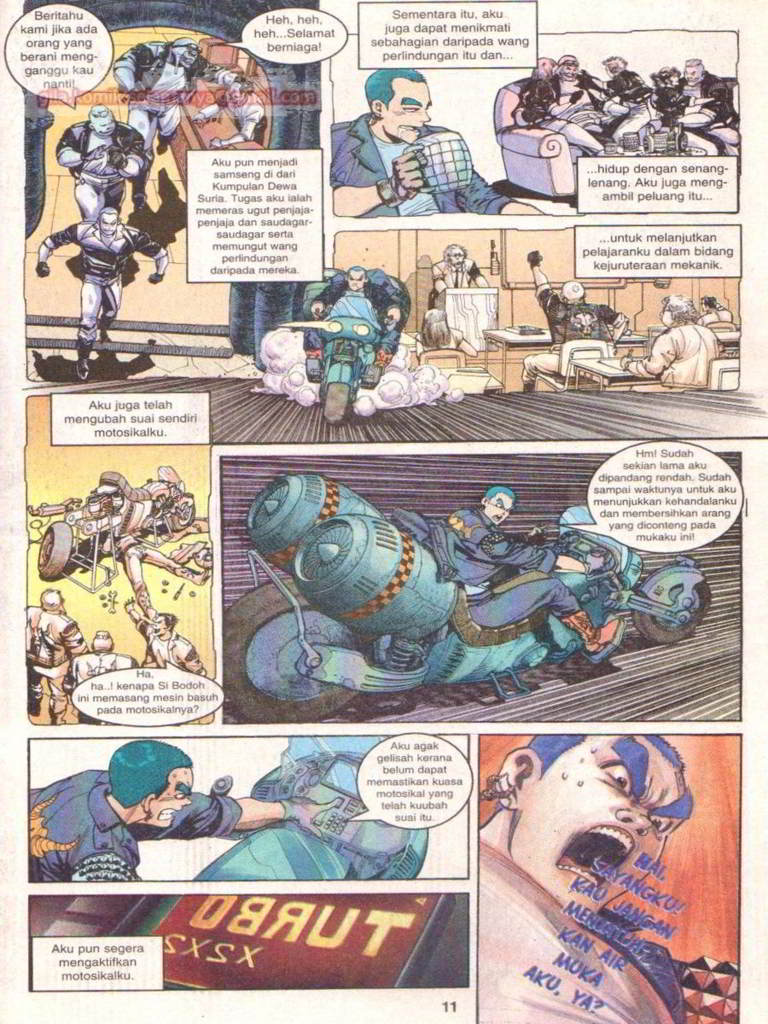 Beritahu
kami jika ada
orang yang
berani meng-
ganggu kau
nanti!
Heh, heh,
heh...Selamat
berniaga!
Aku pun menjadi
samseng di dari
Kumpulan Dewa
Suria. Tugas aku ialah
memeras ugut penjaja-
penjaja dan saudagar-
saudagar serta
memungut wang
perlindungan
daripada mereka.
Sementara itu, aku
juga dapat menikmati
sebahagian daripada wang
perlindungan itu dan...
...hidup dengan senang-
lenang. Aku juga meng-
ambil peluang itu...
...untuk melanjutkan
pelajaranku dalam bidang
kejuruteraan mekanik.
Aku juga telah
mengubah suai sendiri
motosikalku.
Ha,
ha..! kenapa Si Bodoh
ini memasang mesin basuh
pada motosikalnya?
Hm! Sudah
sekian lama aku
dipandang rendah. Sudah
sampai waktunya untuk aku
menunjukkan kehandalanku
dan membersihkan arang
yang diconteng pada
mukaku ini!
Aku agak
gelisah kerana
belum dapat
memastikan kuasa
motosikal yang
telah kuubah
suai itu.
Aku pun segera
mengaktifkan
motosikalku.
TURBO
X2XS
HAI,
SAYANGKU!
KAU JANGAN
MENJATUH-
KAN AIR
MUKA
AKU, YA?
11